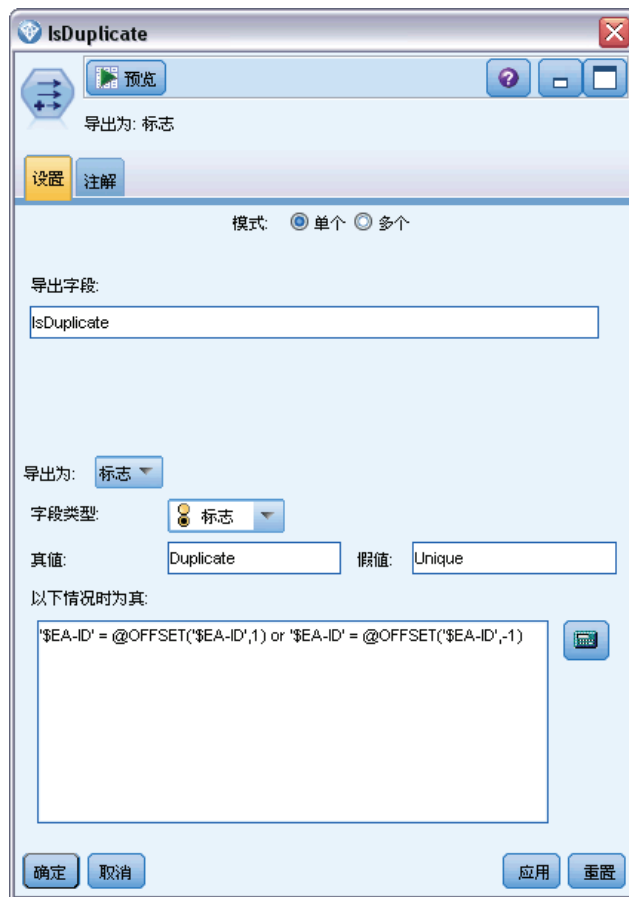 IsDuplicate
预览
导出为: 标志
设置 注解
模式: 单个 多个
导出字段:
IsDuplicate
导出为: 标志
字段类型: 标志
真值: Duplicate 假值: Unique
以下情况时为真:
'$EA-ID' = @OFFSET('$EA-ID',1) or '$EA-ID' = @OFFSET('$EA-ID',-1)
确定 取消 应用 重置